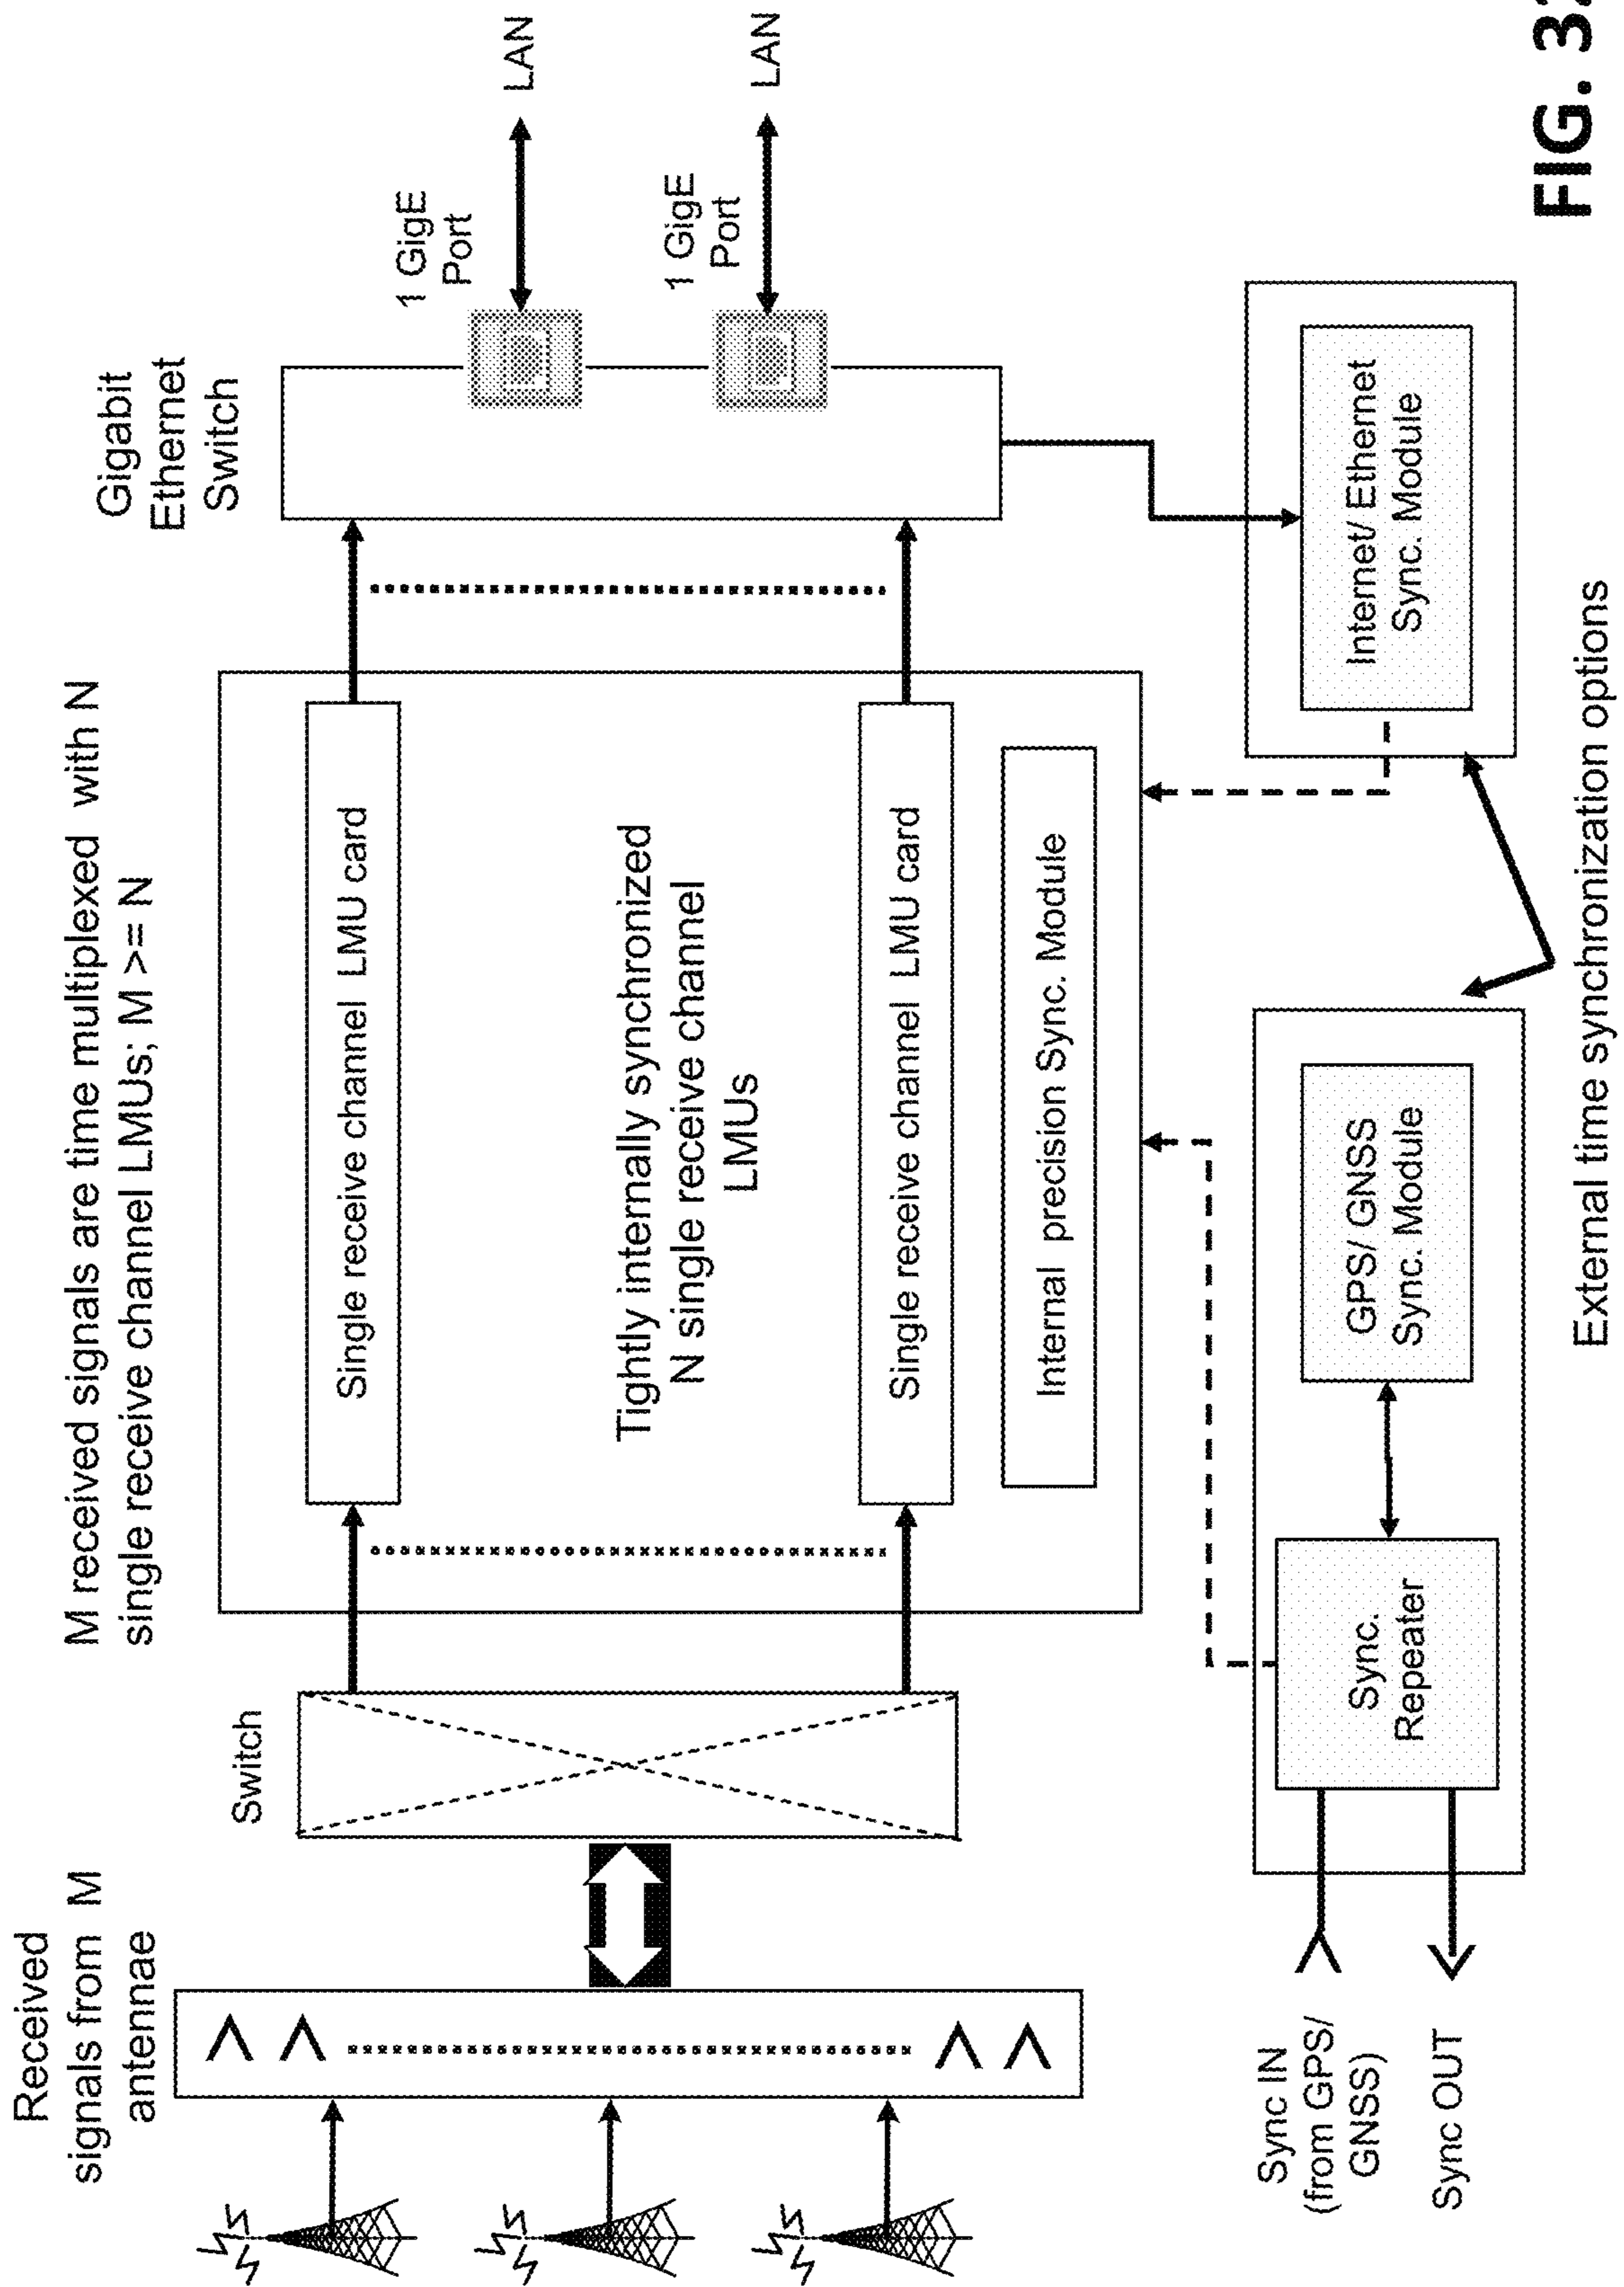 Received
signals from M
antennae
Switch
M received signals are time multiplexed with N
single receive channel LMUs; M >= N
Single receive channel LMU card
Tightly internally synchronized
N single receive channel
LMUs
Single receive channel LMU card
Internal precision Sync. Module
Gigabit
Ethernet
Switch
1 GigE
Port
LAN
1 GigE
Port
LAN
Sync IN
(from GPS/
GNSS)
Sync OUT
Sync.
Repeater
GPS/ GNSS
Sync. Module
Internet/ Ethernet
Sync. Module
External time synchronization options
FIG.